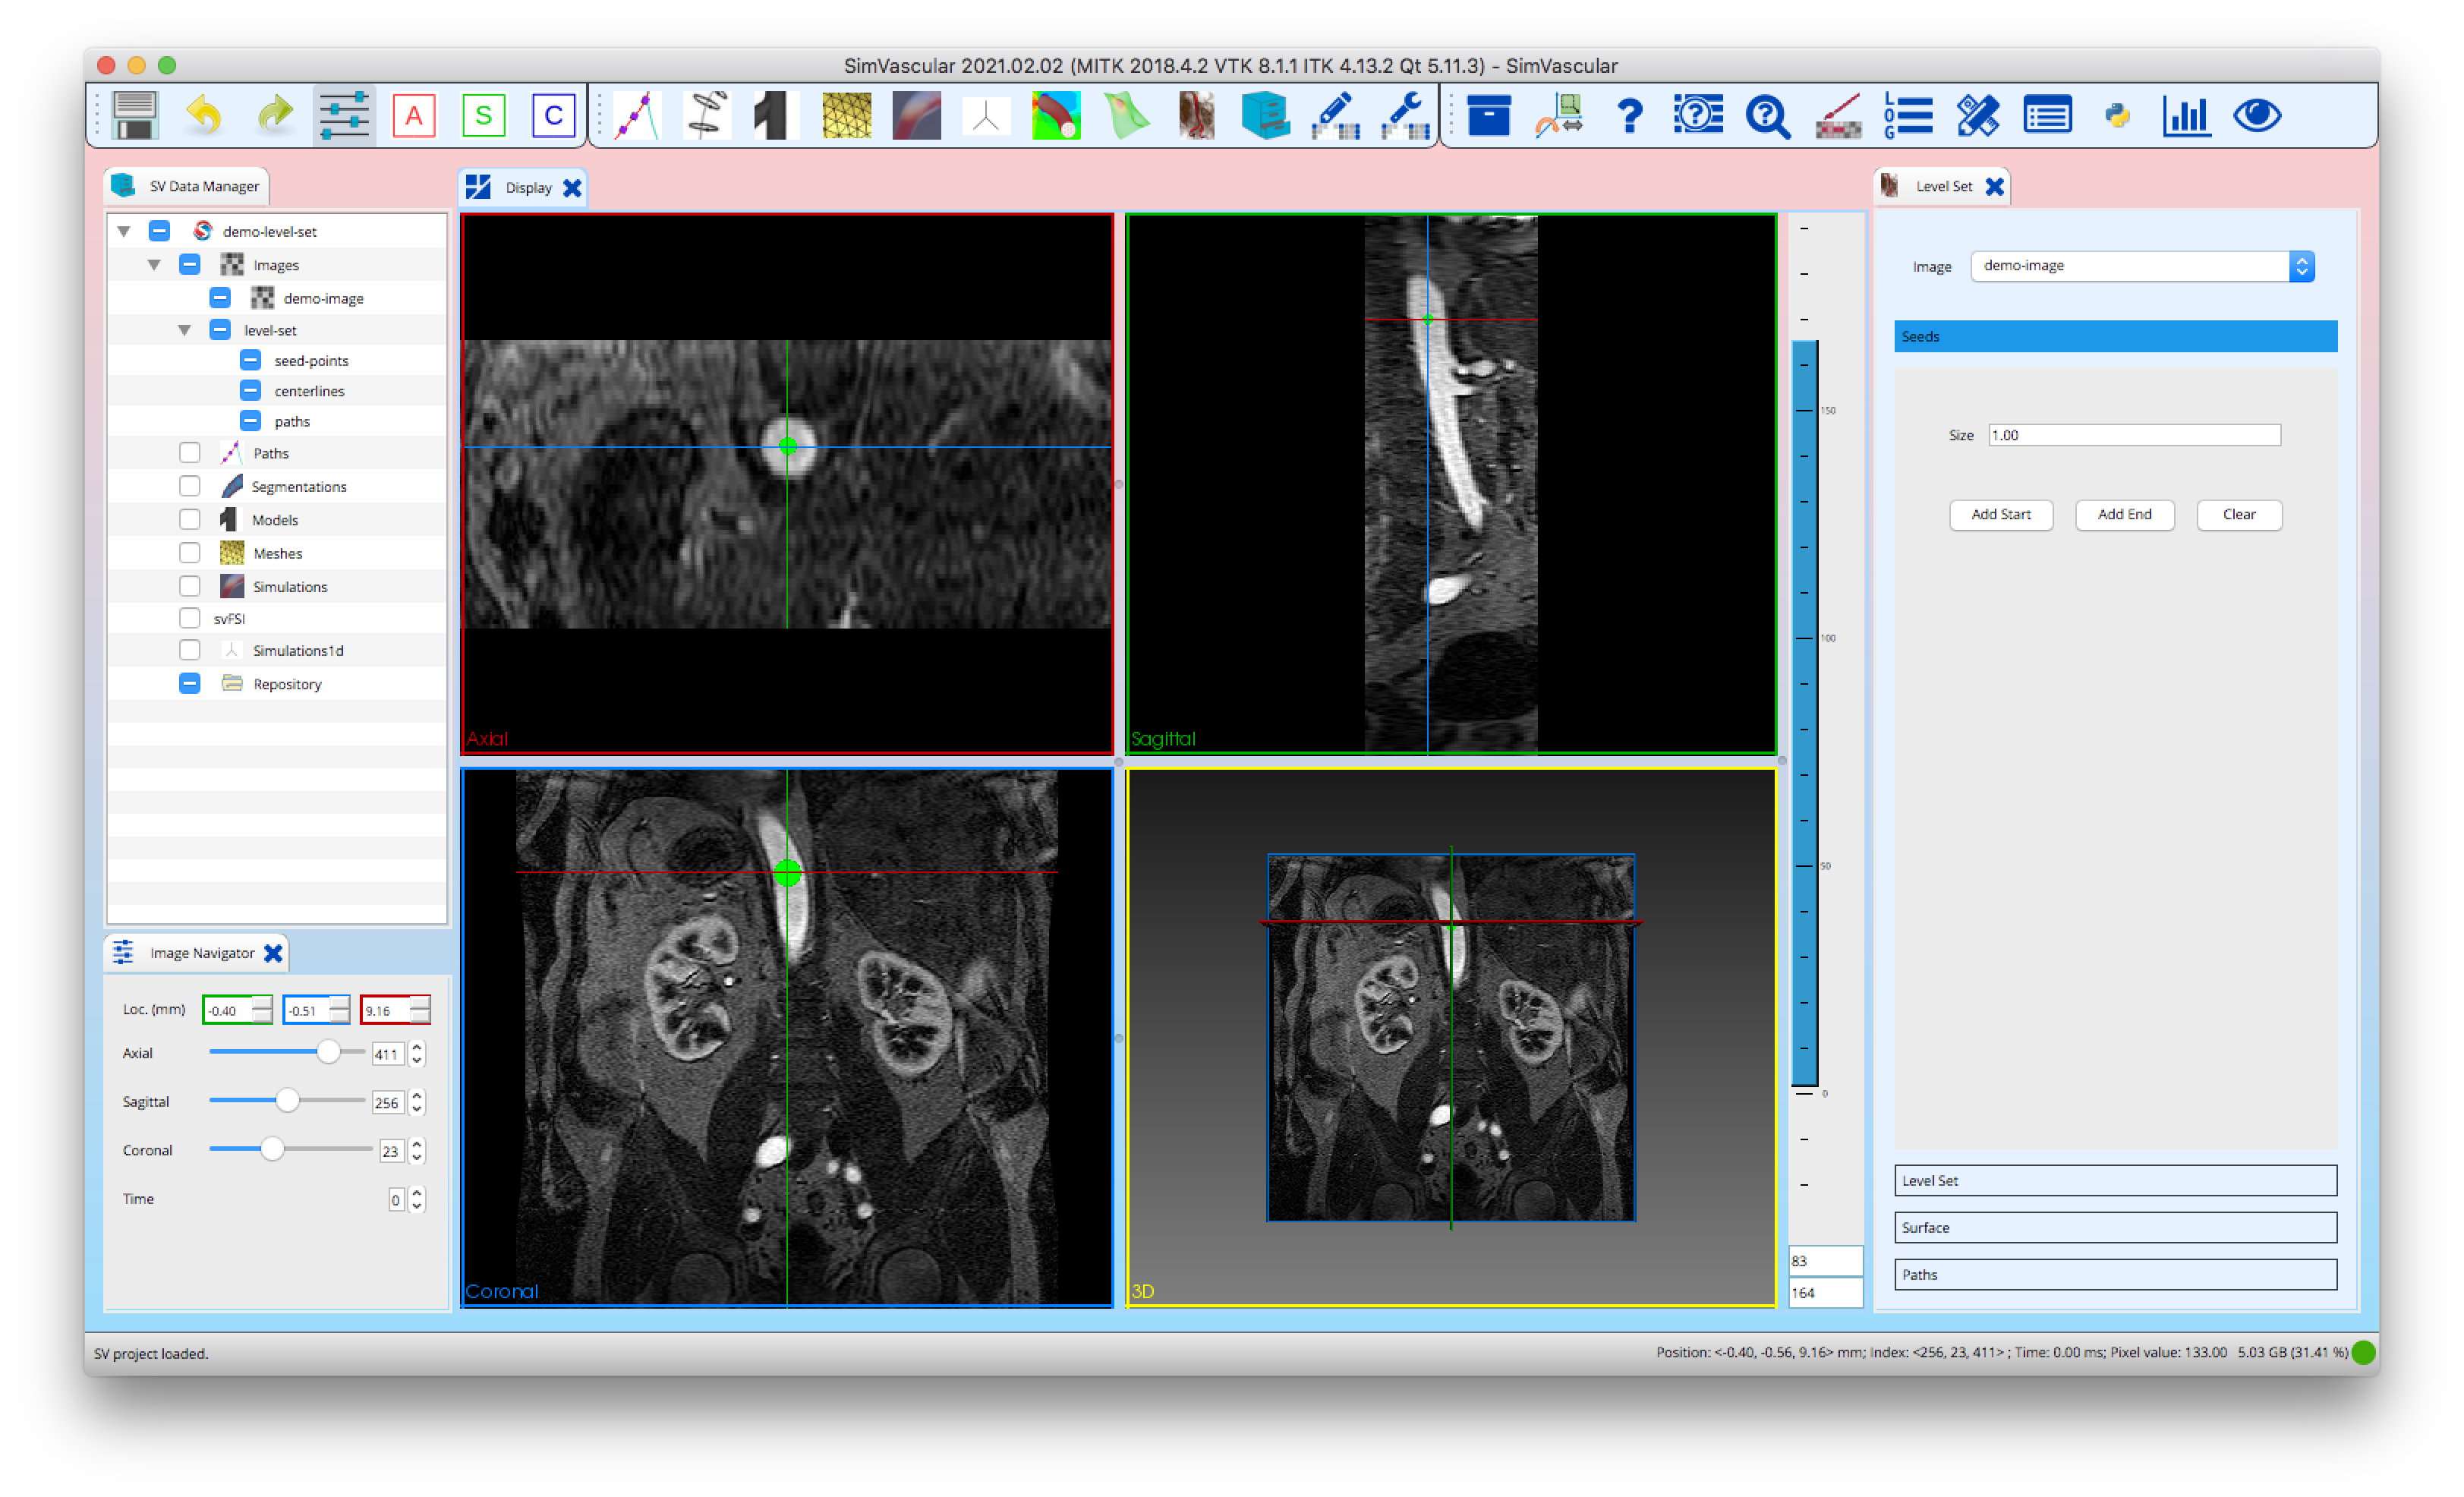 SimVascular 2021.02.02 (MITK 2018.4.2 VTK 8.1.1 ITK 4.13.2 Qt 5.11.3) - SimVascular
A
S
C
LOG
SV Data Manager
Display
Level Set
demo-level-set
Images
demo-image
level-set
seed-points
centerlines
paths
Paths
Segmentations
Models
Meshes
Simulations
svFSI
Simulations1d
Repository
Image Navigator
Loc. (mm) -0.40 -0.51 9.16
Axial 411
Sagittal 256
Coronal 23
Time 0
Axial
Sagittal
Coronal
3D
150
100
50
0
83
164
Image demo-image
Seeds
Size 1.00
Add Start Add End Clear
Level Set
Surface
Paths
SV project loaded.
Position: <-0.40, -0.56, 9.16> mm; Index: <256, 23, 411> ; Time: 0.00 ms; Pixel value: 133.00 5.03 GB (31.41 %)